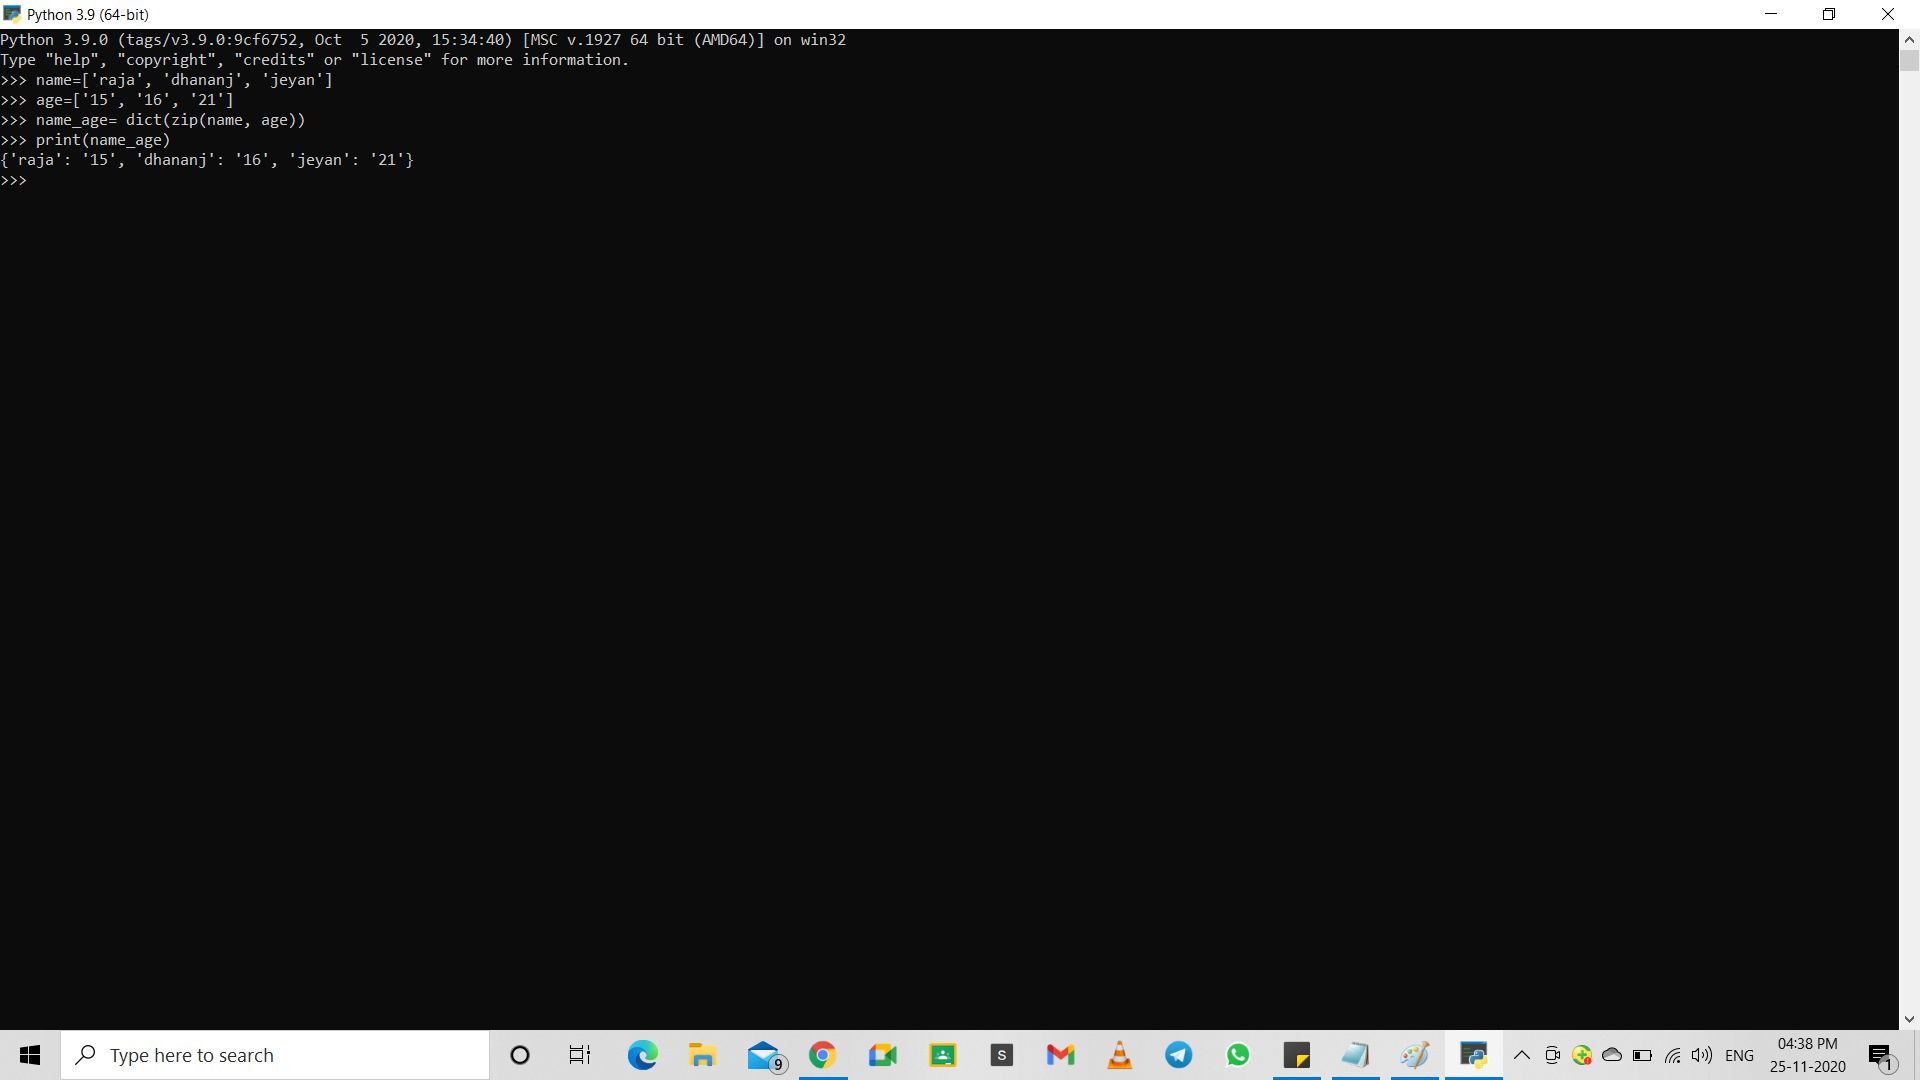 Python 3.9 (64-bit)
Python 3.9.0 (tags/v3.9.0:9cf6752, Oct  5 2020, 15:34:40) [MSC v.1927 64 bit (AMD64)] on win32
Type "help", "copyright", "credits" or "license" for more information.
>>> name=['raja', 'dhananj', 'jeyan']
>>> age=['15', '16', '21']
>>> name_age= dict(zip(name, age))
>>> print(name_age)
{'raja': '15', 'dhananj': '16', 'jeyan': '21'}
>>>
Type here to search
9
S
ENG
04:38 PM
25-11-2020
1